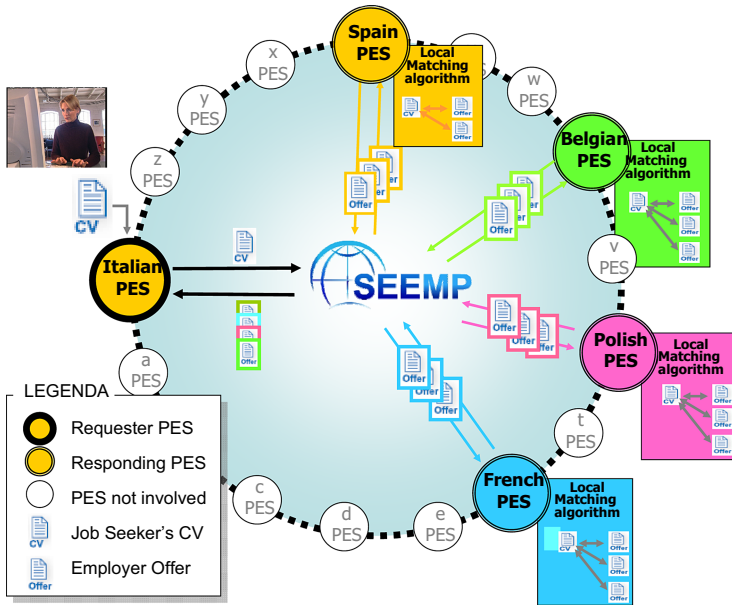 Spain
PES
Local
Matching
algorithm
CV
Offer
Offer
x
PES
w
PES
y
PES
Belgian
PES
Local
Matching
algorithm
CV
Offer
Offer
Offer
z
PES
CV
Offer
Offer
v
PES
Italian
PES
CV
SEEMP
Offer
Offer
Polish
PES
Local
Matching
algorithm
CV
Offer
Offer
Offer
a
PES
Offer
Offer
t
PES
French
PES
Local
Matching
algorithm
CV
Offer
Offer
Offer
c
PES
d
PES
e
PES
LEGENDA
Requester PES
Responding PES
PES not involved
CV
Job Seeker's CV
Offer
Employer Offer